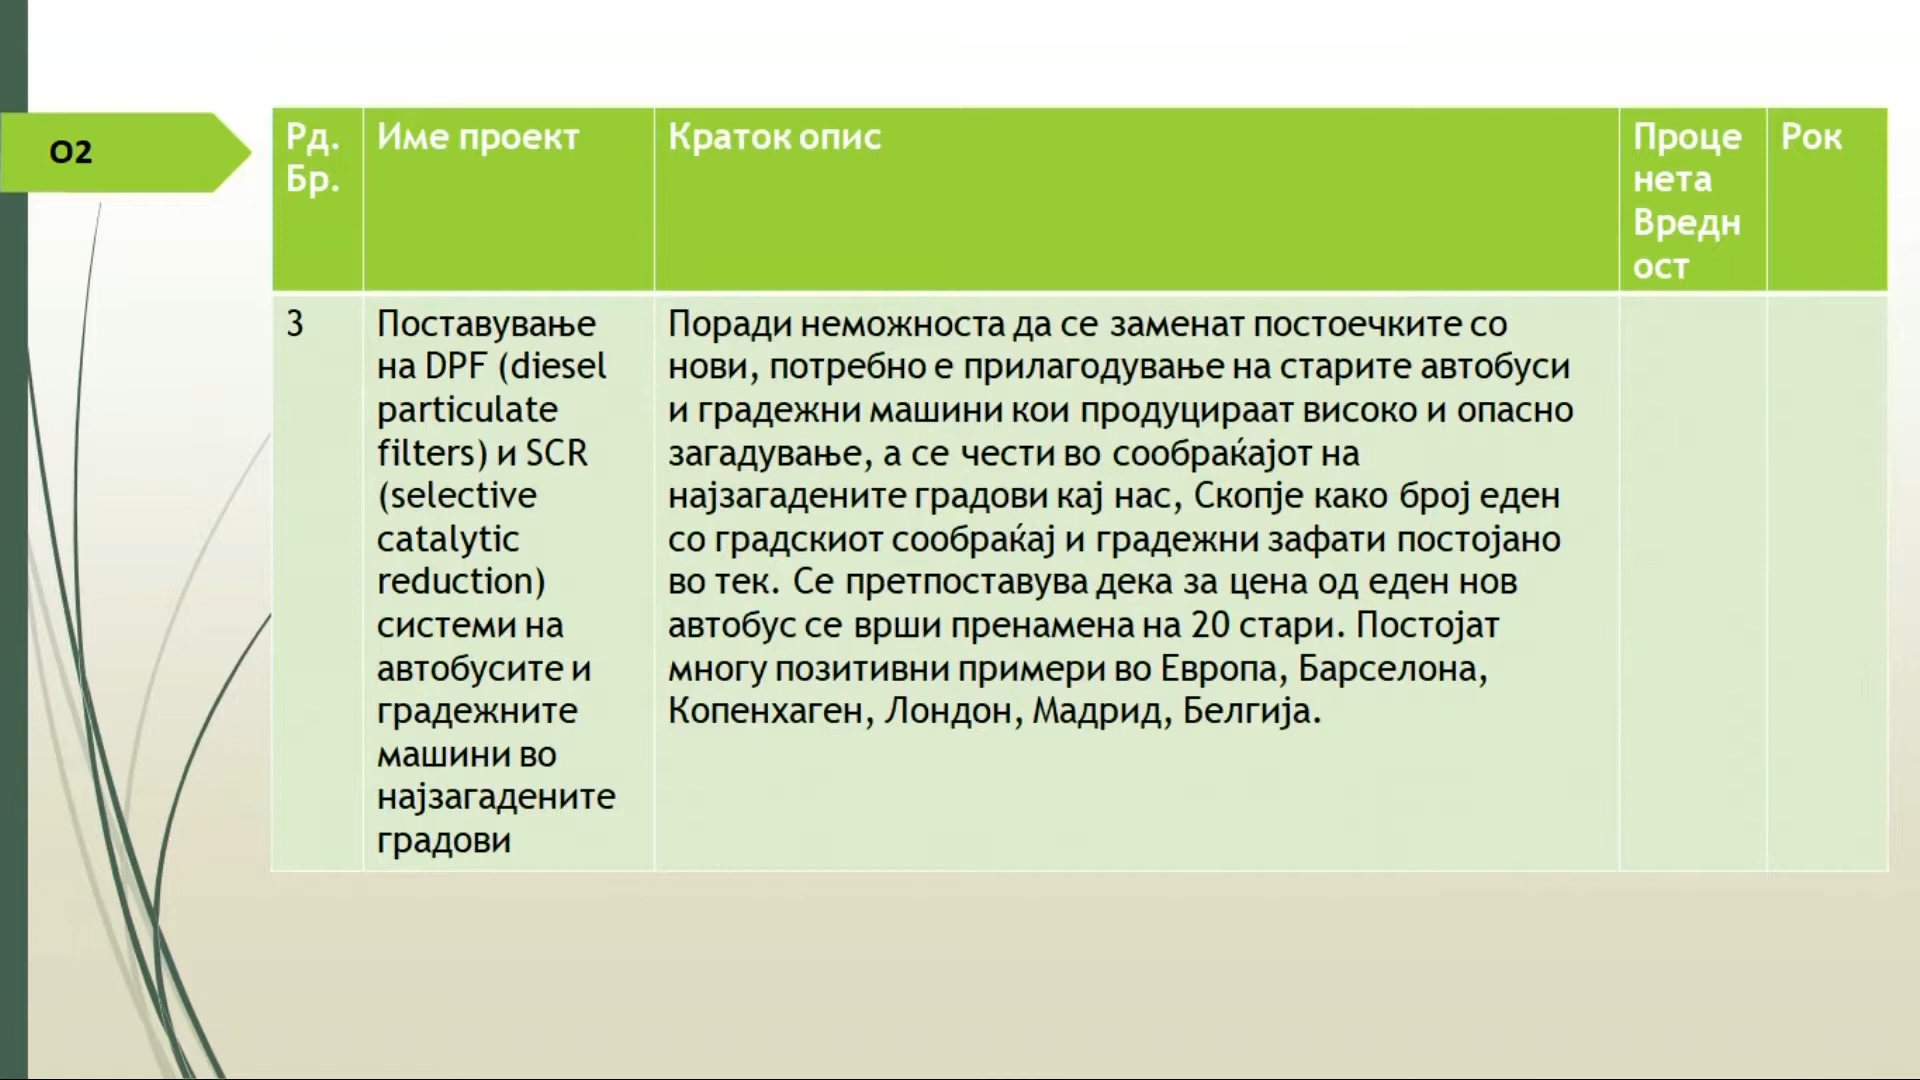 О2
Рд.
Бр.
Име проект
Краток опис
Проце
нета
Вредн
ост
Рок
3
Поставување
на DPF (diesel
particulate
filters) и SCR
(selective
catalytic
reduction)
системи на
автобусите и
градежните
машини во
најзагадените
градови
Поради неможноста да се заменат постоечките со
нови, потребно е прилагодување на старите автобуси
и градежни машини кои продуцираат високо и опасно
загадување, а се чести во сообраќајот на
најзагадените градови кај нас, Скопје како број еден
со градскиот сообраќај и градежни зафати постојано
во тек. Се претпоставува дека за цена од еден нов
автобус се врши пренамена на 20 стари. Постојат
многу позитивни примери во Европа, Барселона,
Копенхаген, Лондон, Мадрид, Белгија.